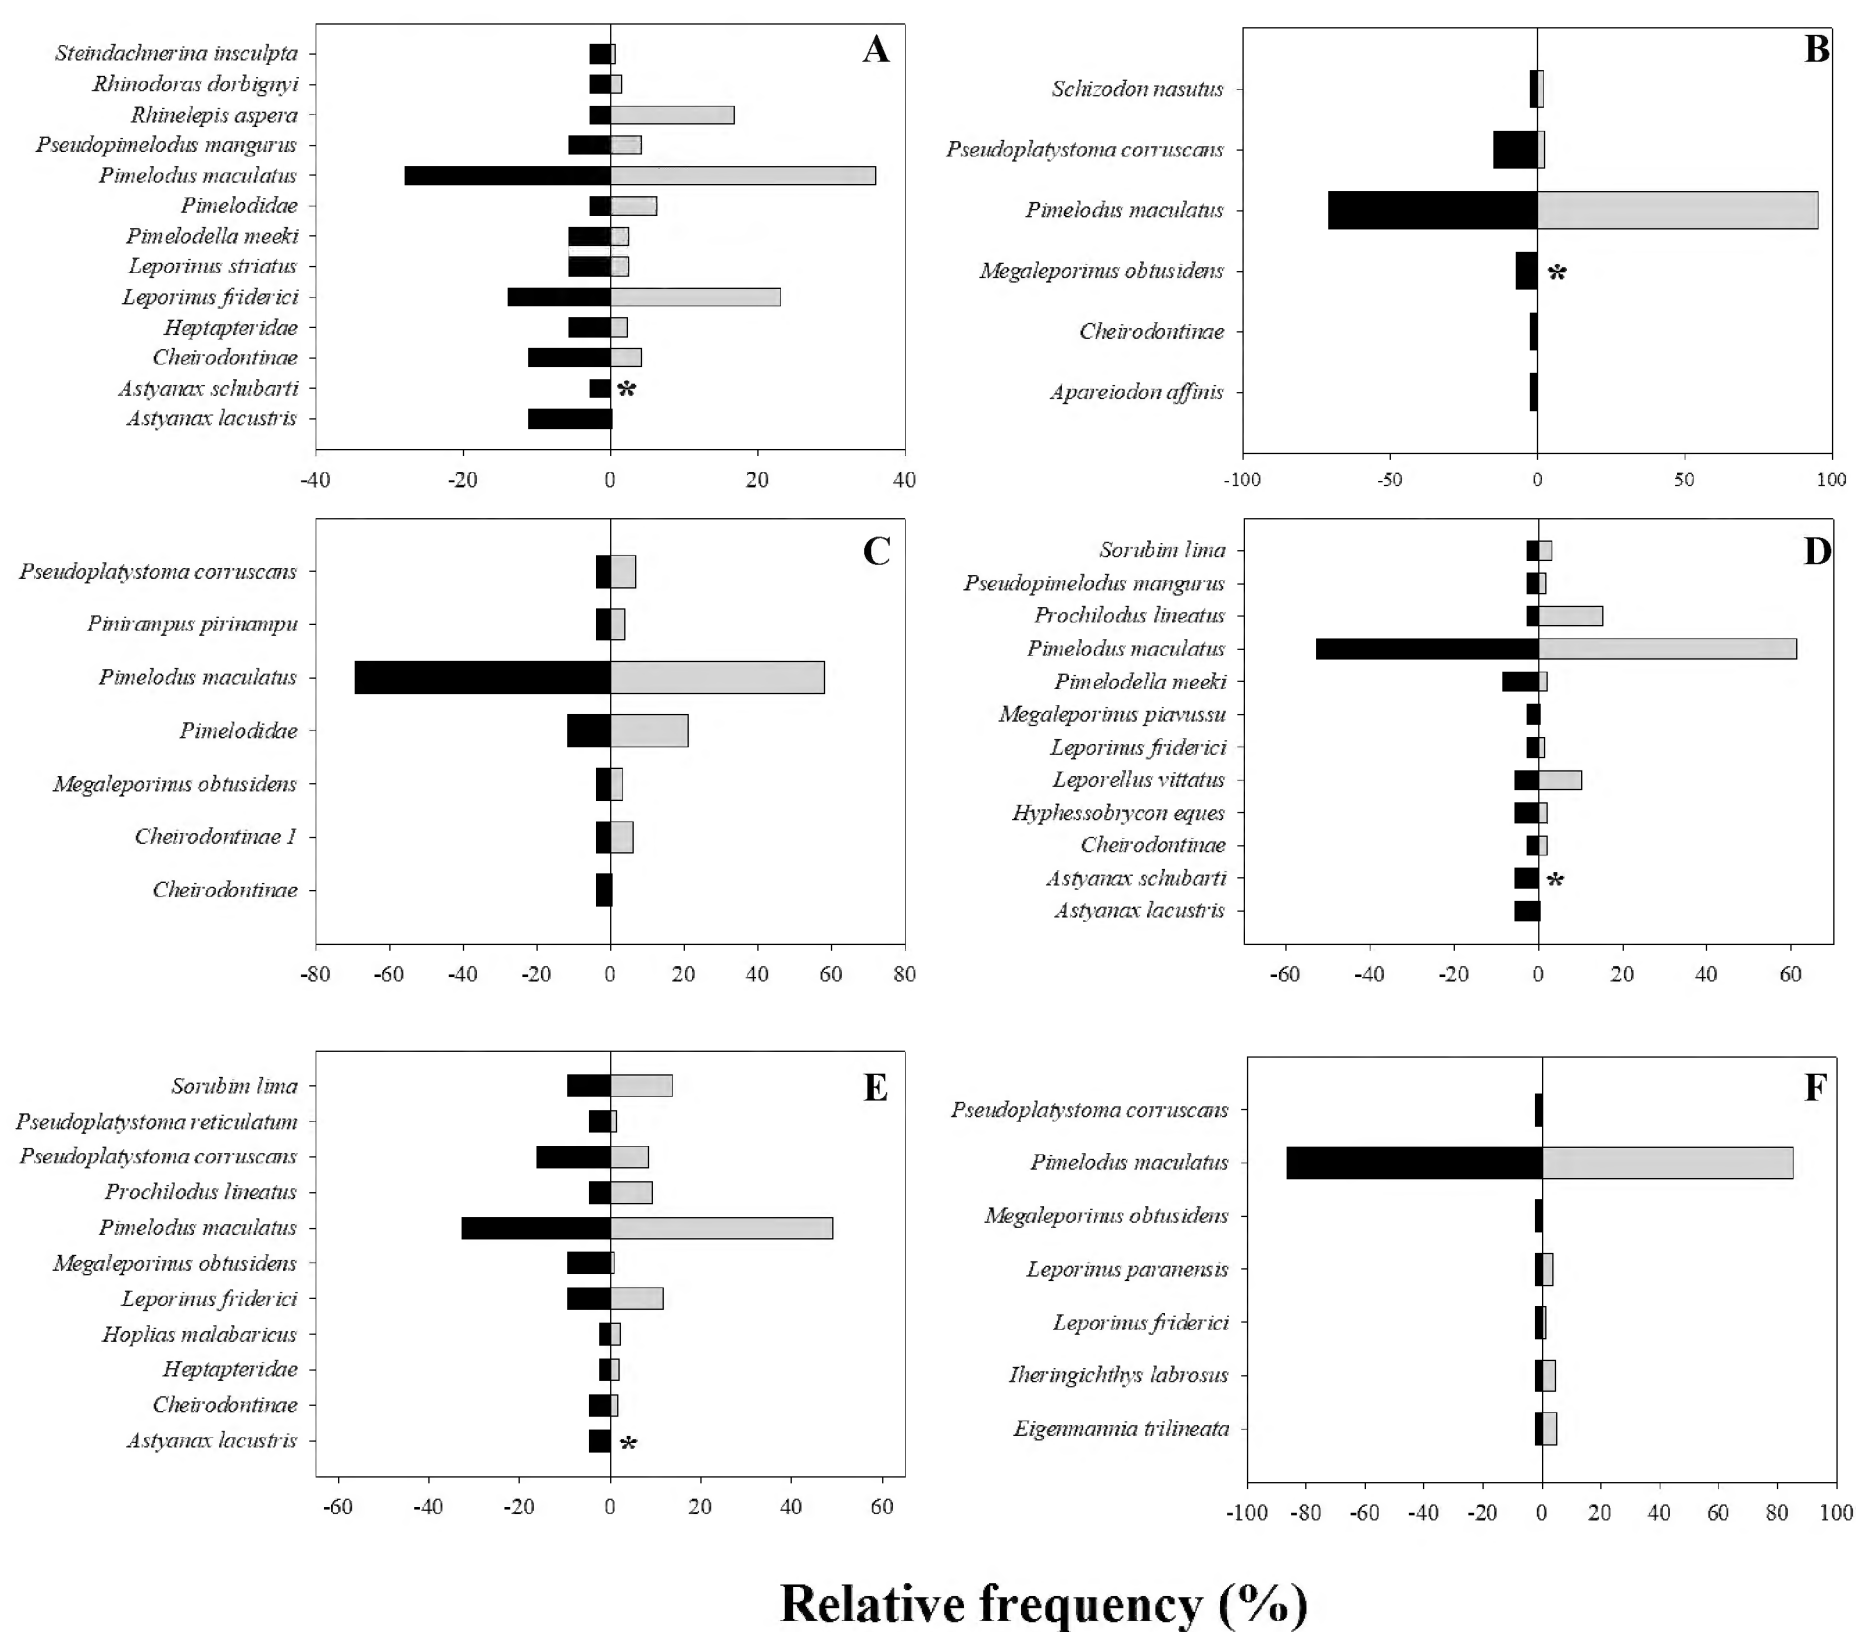 A
Steindachnerina insculpta
Rhinodoras dorbignyi
Rhinelepis aspera
Pseudopimelodus mangurus
Pimelodus maculatus
Pimelodidae
Pimelodella meeki
Leporinus striatus
Leporinus friderici
Heptapteridae
Cheirodontinae
Astyanax schubarti *
Astyanax lacustris
-40 -20 0 20 40
B
Schizodon nasutus
Pseudoplatystoma corruscans
Pimelodus maculatus
Megaleporinus obtusidens *
Cheirodontinae
Apareiodon affinis
-100 -50 0 50 100
C
Pseudoplatystoma corruscans
Pinirampus pirinampu
Pimelodus maculatus
Pimelodidae
Megaleporinus obtusidens
Cheirodontinae 1
Cheirodontinae
-80 -60 -40 -20 0 20 40 60 80
D
Sorubim lima
Pseudopimelodus mangurus
Prochilodus lineatus
Pimelodus maculatus
Pimelodella meeki
Megaleporinus piavussu
Leporinus friderici
Leporellus vittatus
Hyphessobrycon eques
Cheirodontinae
Astyanax schubarti *
Astyanax lacustris
-60 -40 -20 0 20 40 60
E
Sorubim lima
Pseudoplatystoma reticulatum
Pseudoplatystoma corruscans
Prochilodus lineatus
Pimelodus maculatus
Megaleporinus obtusidens
Leporinus friderici
Hoplias malabaricus
Heptapteridae
Cheirodontinae
Astyanax lacustris *
-60 -40 -20 0 20 40 60
F
Pseudoplatystoma corruscans
Pimelodus maculatus
Megaleporinus obtusidens
Leporinus paranensis
Leporinus friderici
Iheringichthys labrosus
Eigenmannia trilineata
-100 -80 -60 -40 -20 0 20 40 60 80 100
Relative frequency (%)